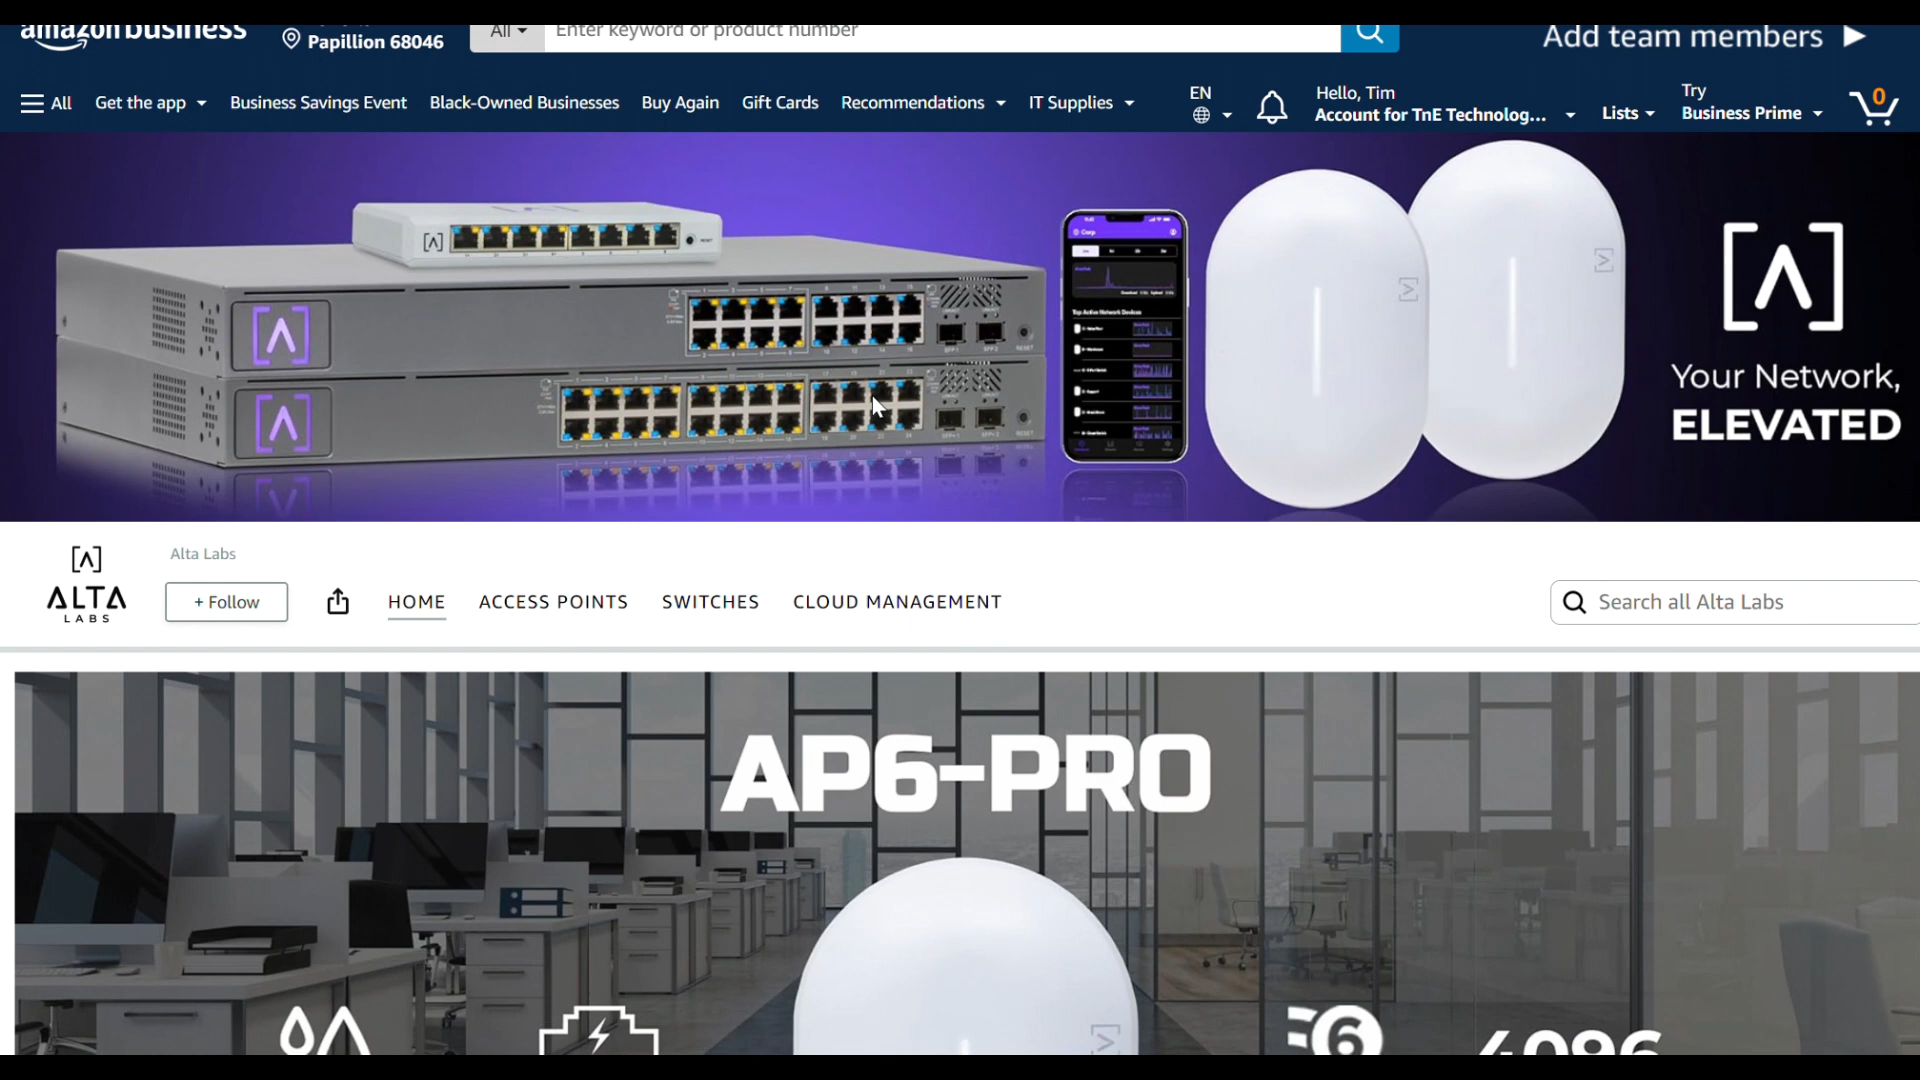 amazon business
Papillion 68046
All
Enter keyword or product number
Add team members
All
Get the app
Business Savings Event
Black-Owned Businesses
Buy Again
Gift Cards
Recommendations
IT Supplies
EN
Hello, Tim
Account for TnE Technolog...
Lists
Try
Business Prime
0
Your Network,
ELEVATED
Alta Labs
ALTA
LABS
+ Follow
HOME
ACCESS POINTS
SWITCHES
CLOUD MANAGEMENT
Search all Alta Labs
AP6-PRO
6
4096